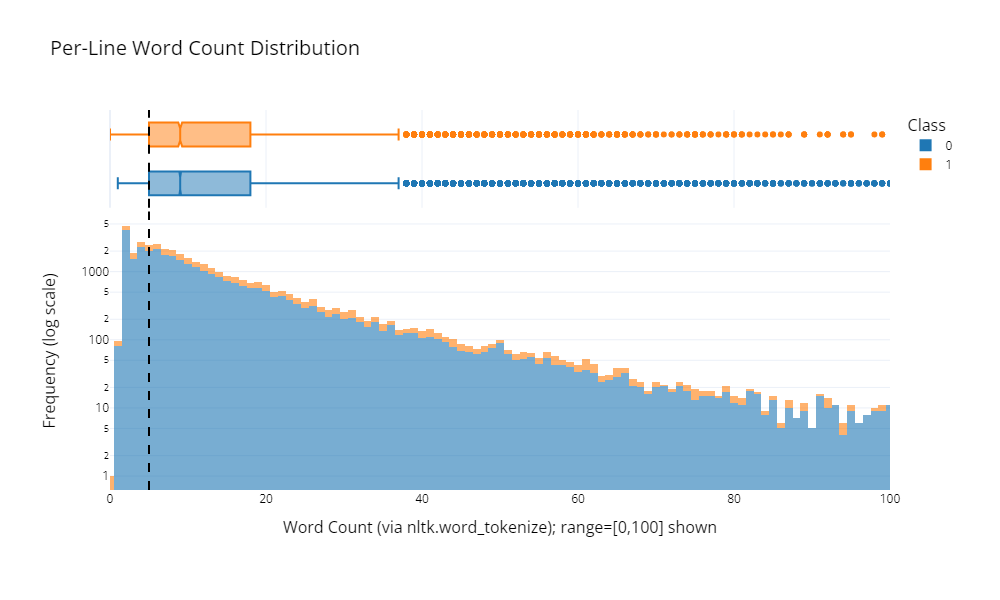 Per-Line Word Count Distribution
Class
0
1
5
2
1000
5
2
100
5
2
10
5
2
1
0 20 40 60 80 100
Frequency (log scale)
Word Count (via nltk.word_tokenize); range=[0,100] shown